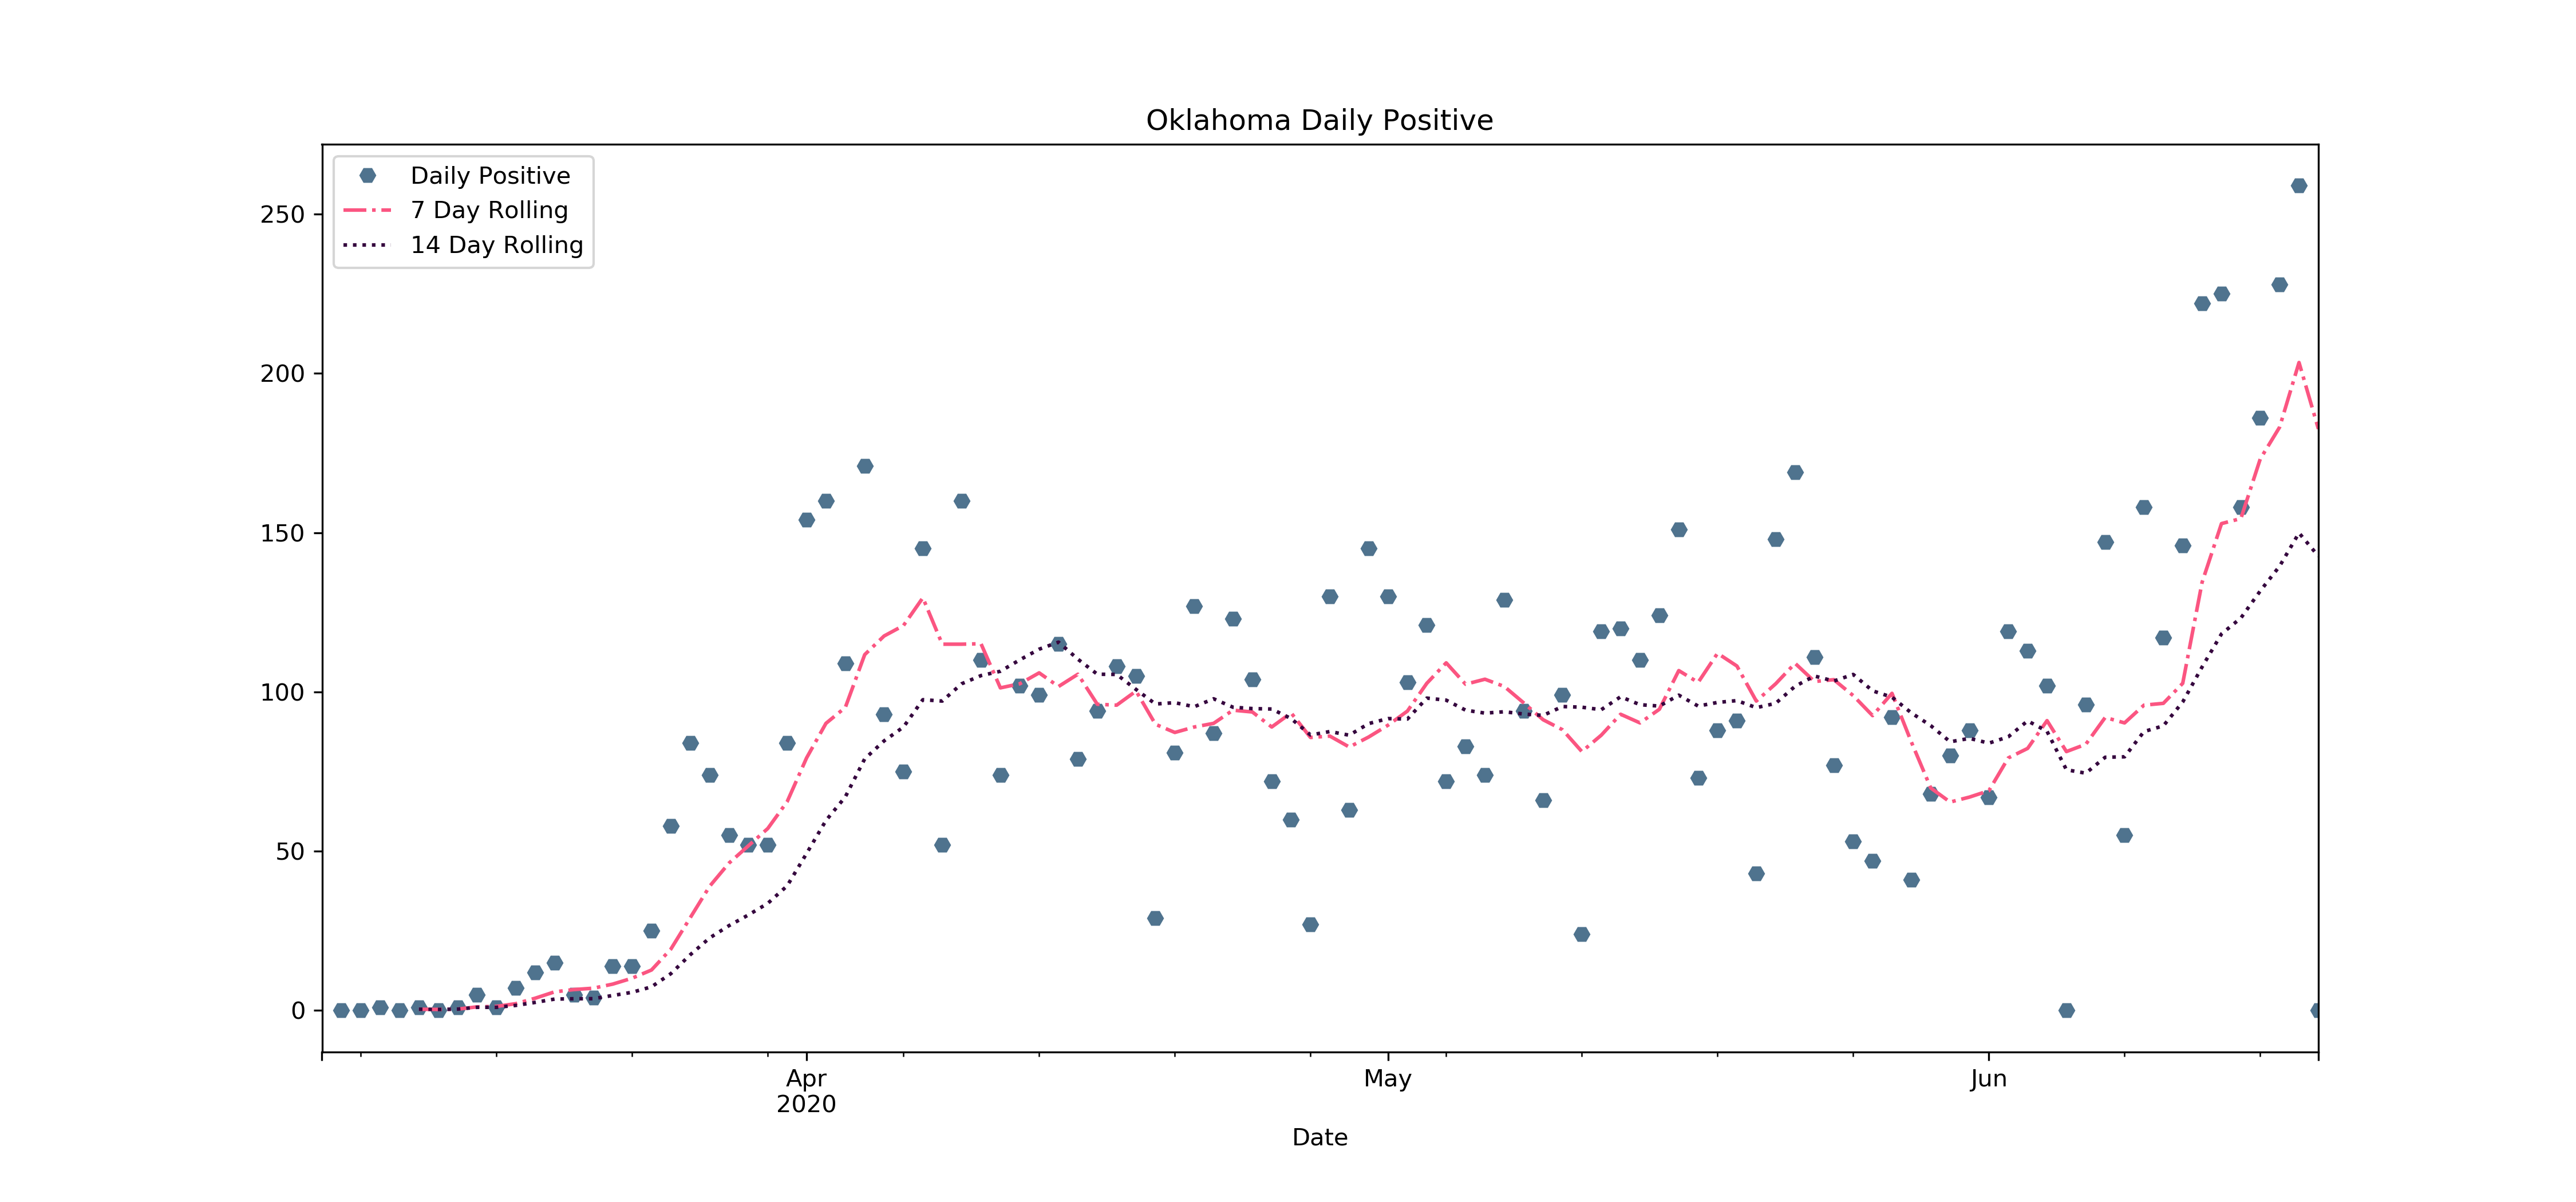 Oklahoma Daily Positive
Daily Positive
7 Day Rolling
14 Day Rolling
250
200
150
100
50
0
Apr
2020
May
Jun
Date